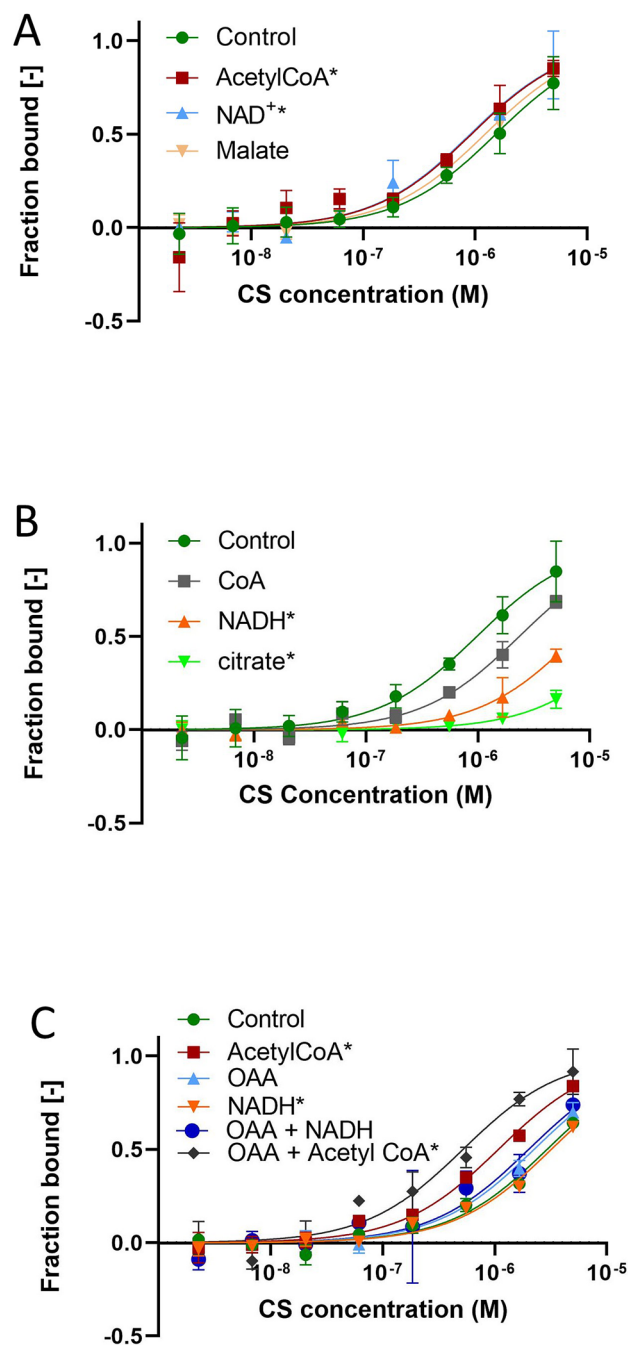 A
Fraction bound [-]
1.0
0.5
0.0
-0.5
Control
AcetylCoA*
NAD+*
Malate
10-8
10-7
10-6
10-5
CS concentration (M)
B
Fraction bound [-]
1.0
0.5
0.0
-0.5
Control
CoA
NADH*
citrate*
10-8
10-7
10-6
10-5
CS Concentration (M)
C
Fraction bound [-]
1.0
0.5
0.0
-0.5
Control
AcetylCoA*
OAA
NADH*
OAA + NADH
OAA + Acetyl CoA*
10-8
10-7
10-6
10-5
CS concentration (M)